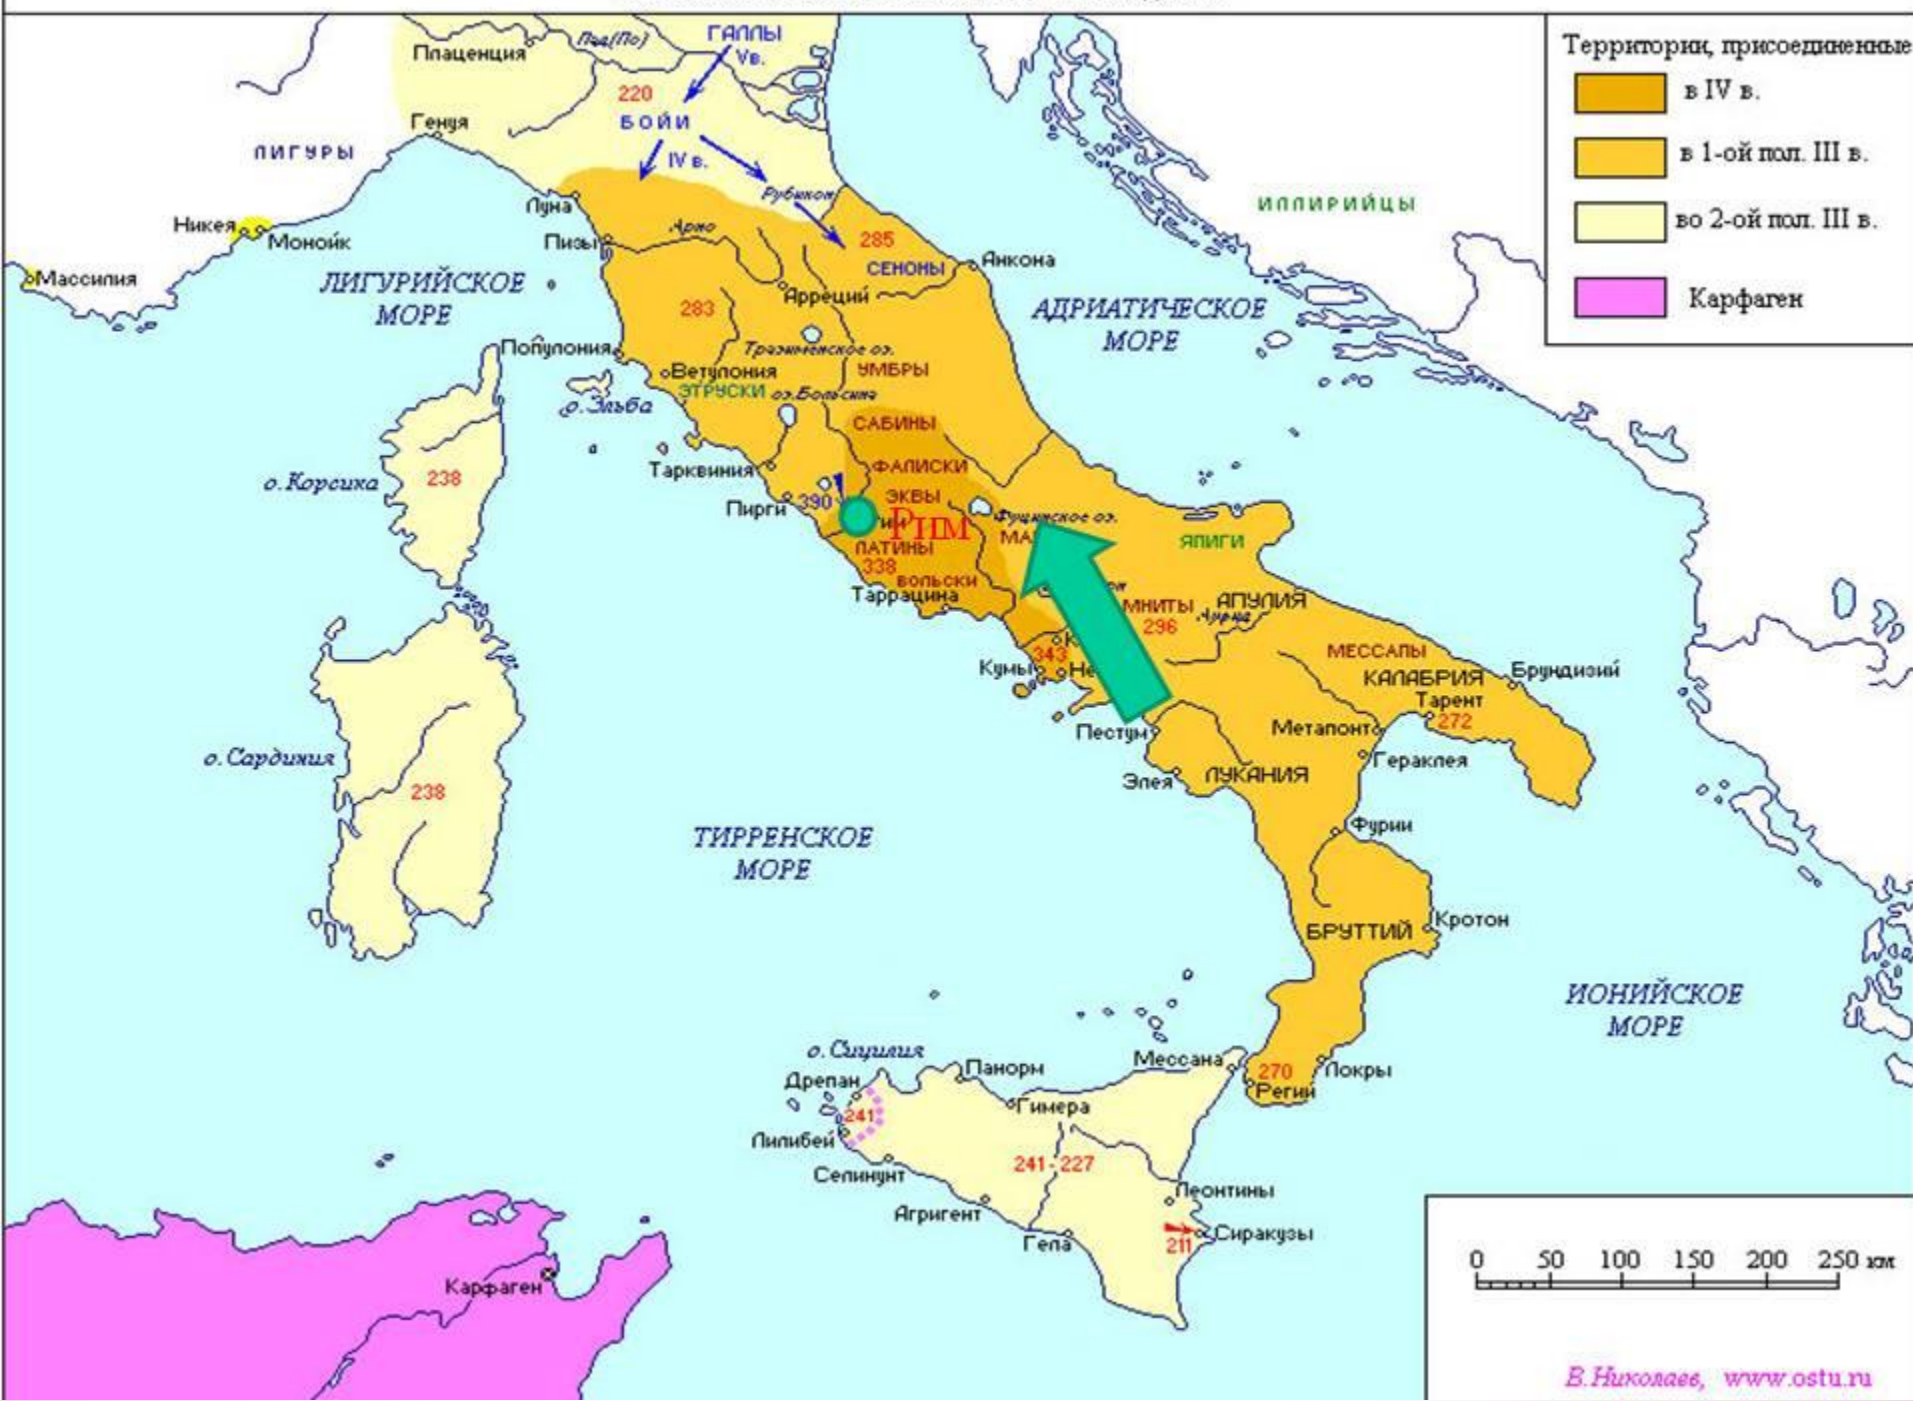 Территории, присоединенные
в IV в.
в 1-ой пол. III в.
во 2-ой пол. III в.
Карфаген
Плаценция
Пад(По)
ГАЛЛЫ
Vв.
220
БОЙИ
IV в.
Генуя
ЛИГУРЫ
Рубикон
Луна
Никея
Монойк
Массилия
Пизы
Арно
285
СЕНОНЫ
Анкона
ИЛЛИРИЙЦЫ
ЛИГУРИЙСКОЕ
МОРЕ
АДРИАТИЧЕСКОЕ
МОРЕ
Арреций
283
Популония
Тразименское оз.
Ветулония
УМБРЫ
ЭТРУСКИ
оз.Больсина
о.Эльба
САБИНЫ
Тарквиния
ФАЛИСКИ
о.Корсика
238
Пирги
390
ЭКВЫ
Рим
Фуцинское оз.
ЯПИГИ
ЛАТИНЫ
338
ВОЛЬСКИ
Таррацина
МНИТЫ
296
АПУЛИЯ
343
Кумы
МЕССАПЫ
КАЛАБРИЯ
Брундизий
Тарент
272
Пестум
Метапонт
Гераклея
Элея
ЛУКАНИЯ
о.Сардиния
238
ТИРРЕНСКОЕ
МОРЕ
Фурии
БРУТТИЙ
Кротон
ИОНИЙСКОЕ
МОРЕ
о.Сицилия
Дрепан
Панорм
Мессана
270
Локры
Регии
241
Гимера
Лилибей
Селинунт
241-227
Леонтины
Агригент
Гела
211
Сиракузы
Карфаген
0 50 100 150 200 250 км
В.Николаев, www.ostu.ru